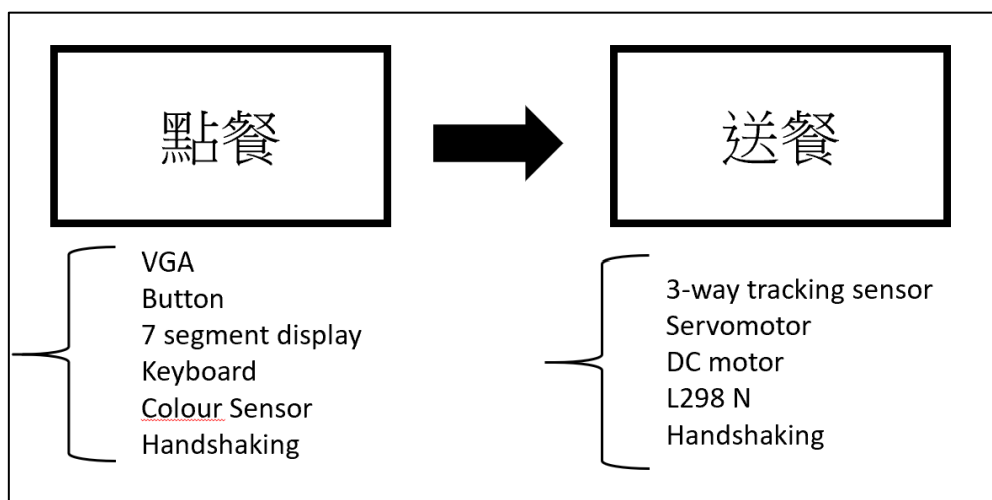 點餐
送餐
VGA
Button
7 segment display
Keyboard
Colour Sensor
Handshaking
3-way tracking sensor
Servomotor
DC motor
L298 N
Handshaking